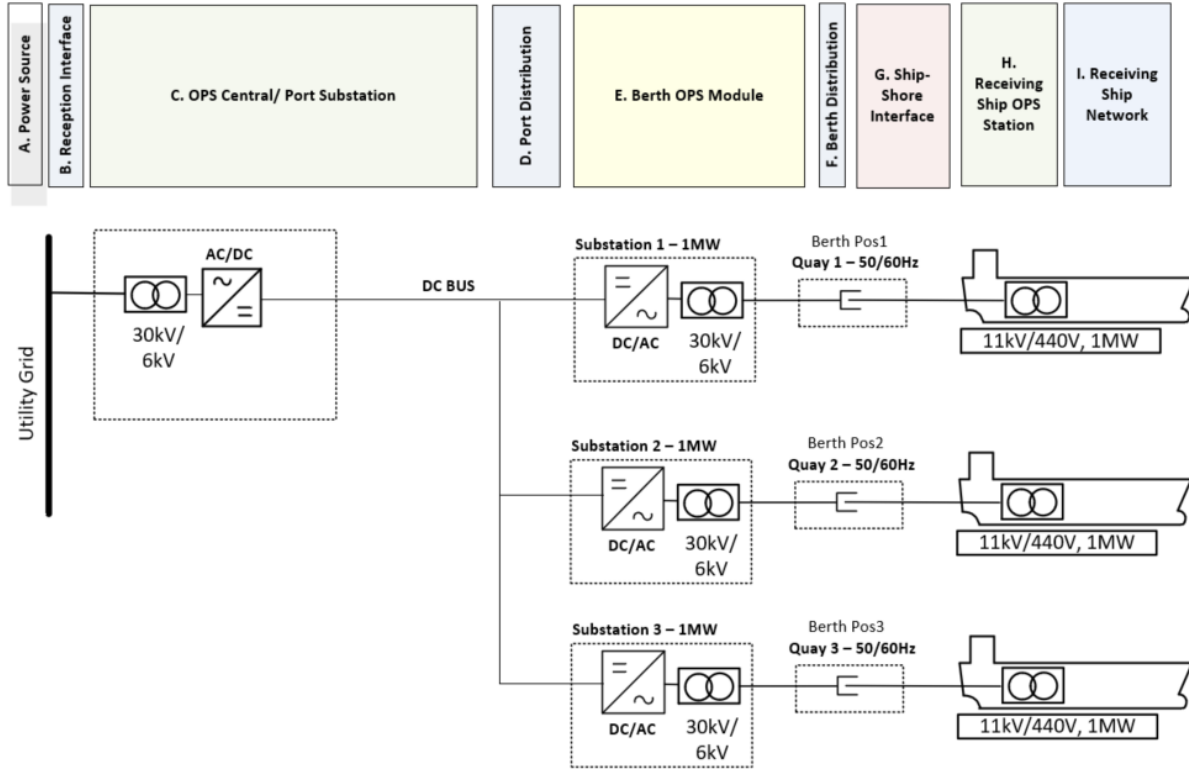 A. Power Source
B. Reception Interface
C. OPS Central/ Port Substation
D. Port Distribution
E. Berth OPS Module
F. Berth Distribution
G. Ship-
Shore
Interface
H.
Receiving
Ship OPS
Station
I. Receiving
Ship
Network
Utility Grid
AC/DC
30kV/
6kV
DC BUS
Substation 1 – 1MW
DC/AC
30kV/
6kV
Berth Pos1
Quay 1 – 50/60Hz
11kV/440V, 1MW
Substation 2 – 1MW
DC/AC
30kV/
6kV
Berth Pos2
Quay 2 – 50/60Hz
11kV/440V, 1MW
Substation 3 – 1MW
DC/AC
30kV/
6kV
Berth Pos3
Quay 3 – 50/60Hz
11kV/440V, 1MW